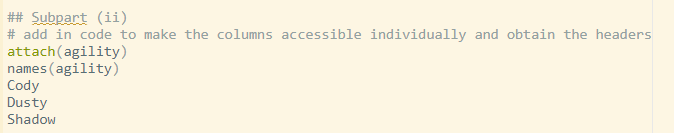 ## Subpart (ii)
# add in code to make the columns accessible individually and obtain the headers
attach(agility)
names(agility)
Cody
Dusty
Shadow